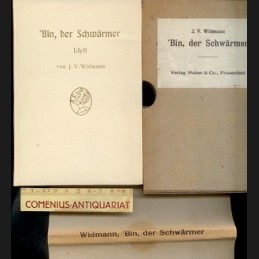 'Bin, der Schwärmer
Idyll
von J. V. Widmann
J. V. Widmann
'Bin, der Schwärmer
Verlag Huber & Co., Frauenfeld
COMENIUS-ANTIQUARIAT
Widmann, 'Bin, der Schwärmer